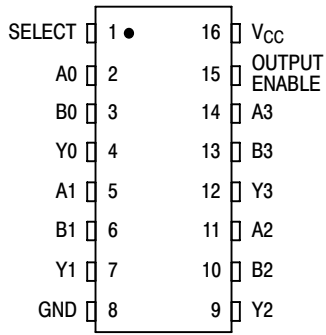 SELECT 1 16 VCC
A0 2 15 OUTPUT ENABLE
B0 3 14 A3
Y0 4 13 B3
A1 5 12 Y3
B1 6 11 A2
Y1 7 10 B2
GND 8 9 Y2